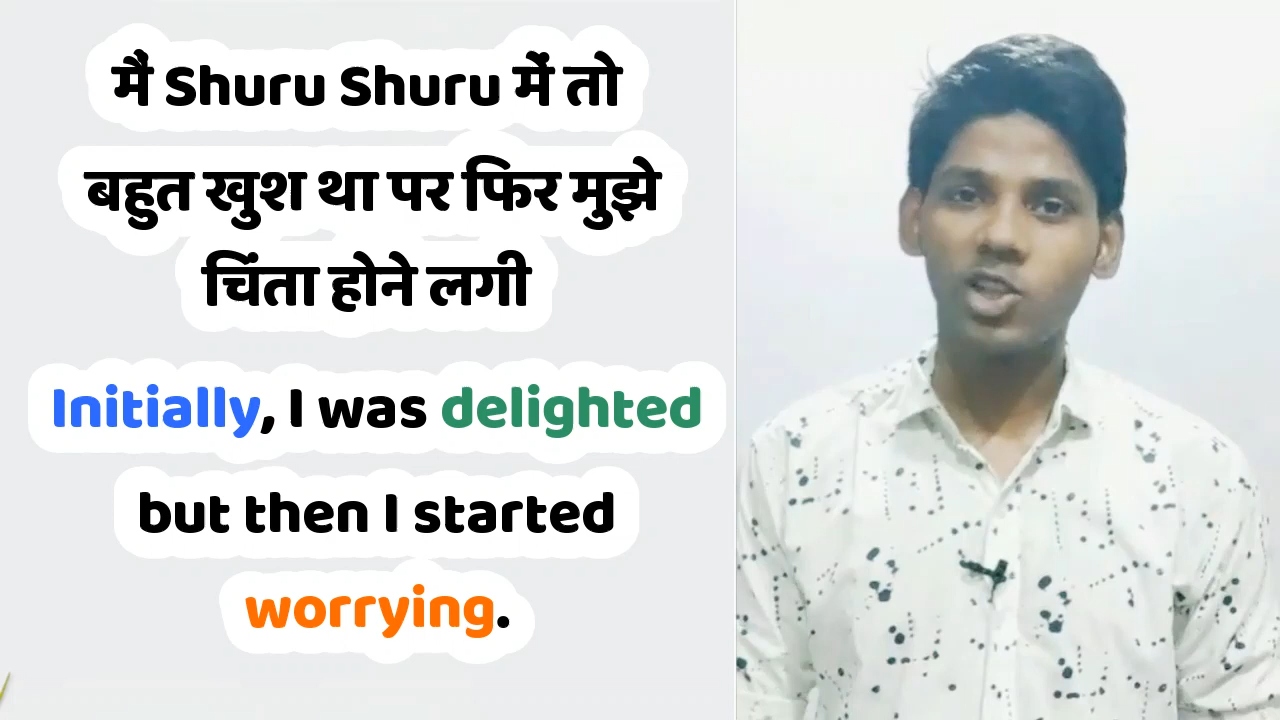 मैं Shuru Shuru में तो
बहुत खुश था पर फिर मुझे
चिंता होने लगी
Initially, I was delighted
but then I started
worrying.